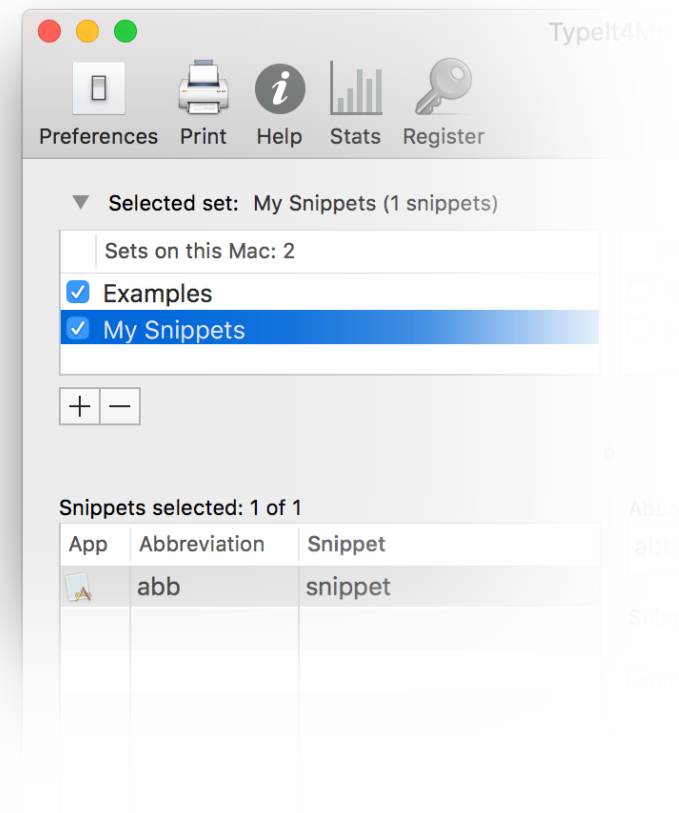 TypeIt4Me
Preferences Print Help Stats Register
Selected set: My Snippets (1 snippets)
Sets on this Mac: 2
Examples
My Snippets
Snippets selected: 1 of 1
App Abbreviation Snippet
abb snippet